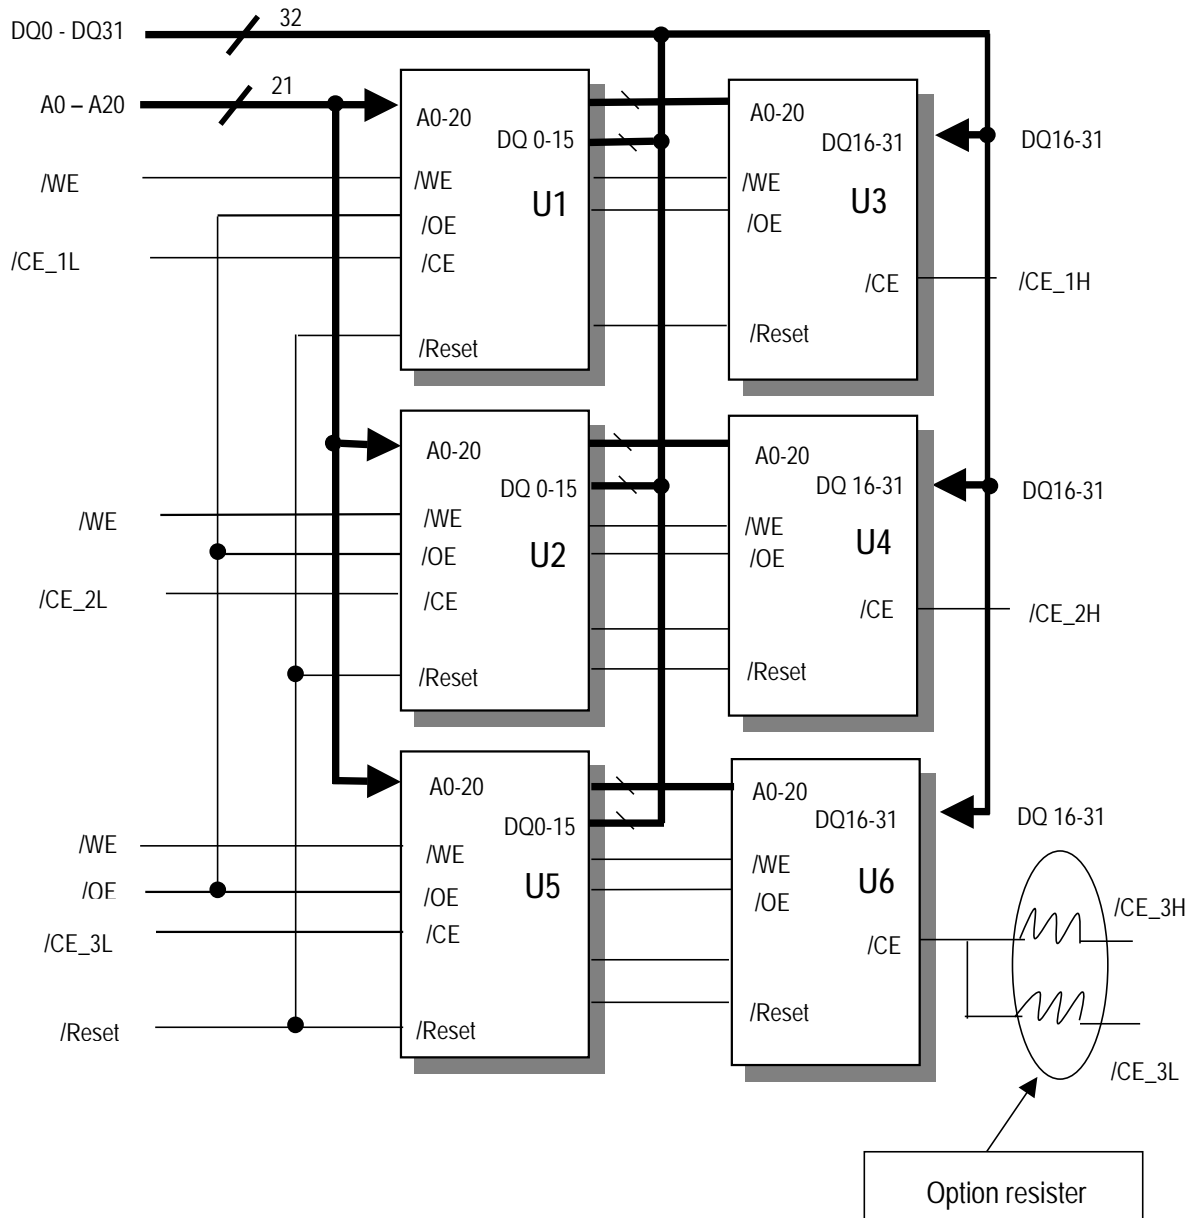 DQ0 - DQ31
32
A0 – A20
21
A0-20
DQ 0-15
/WE
/WE
U1
/OE
/CE_1L
/CE
/Reset
A0-20
DQ16-31
DQ16-31
/WE
U3
/OE
/CE
/CE_1H
/Reset
A0-20
DQ 0-15
/WE
/WE
U2
/OE
/CE_2L
/CE
/Reset
A0-20
DQ 16-31
DQ16-31
/WE
U4
/OE
/CE
/CE_2H
/Reset
A0-20
DQ0-15
/WE
/WE
U5
/OE
/OE
/CE_3L
/CE
/Reset
/Reset
A0-20
DQ16-31
DQ 16-31
/WE
U6
/OE
/CE
/CE_3H
/Reset
/CE_3L
Option resister